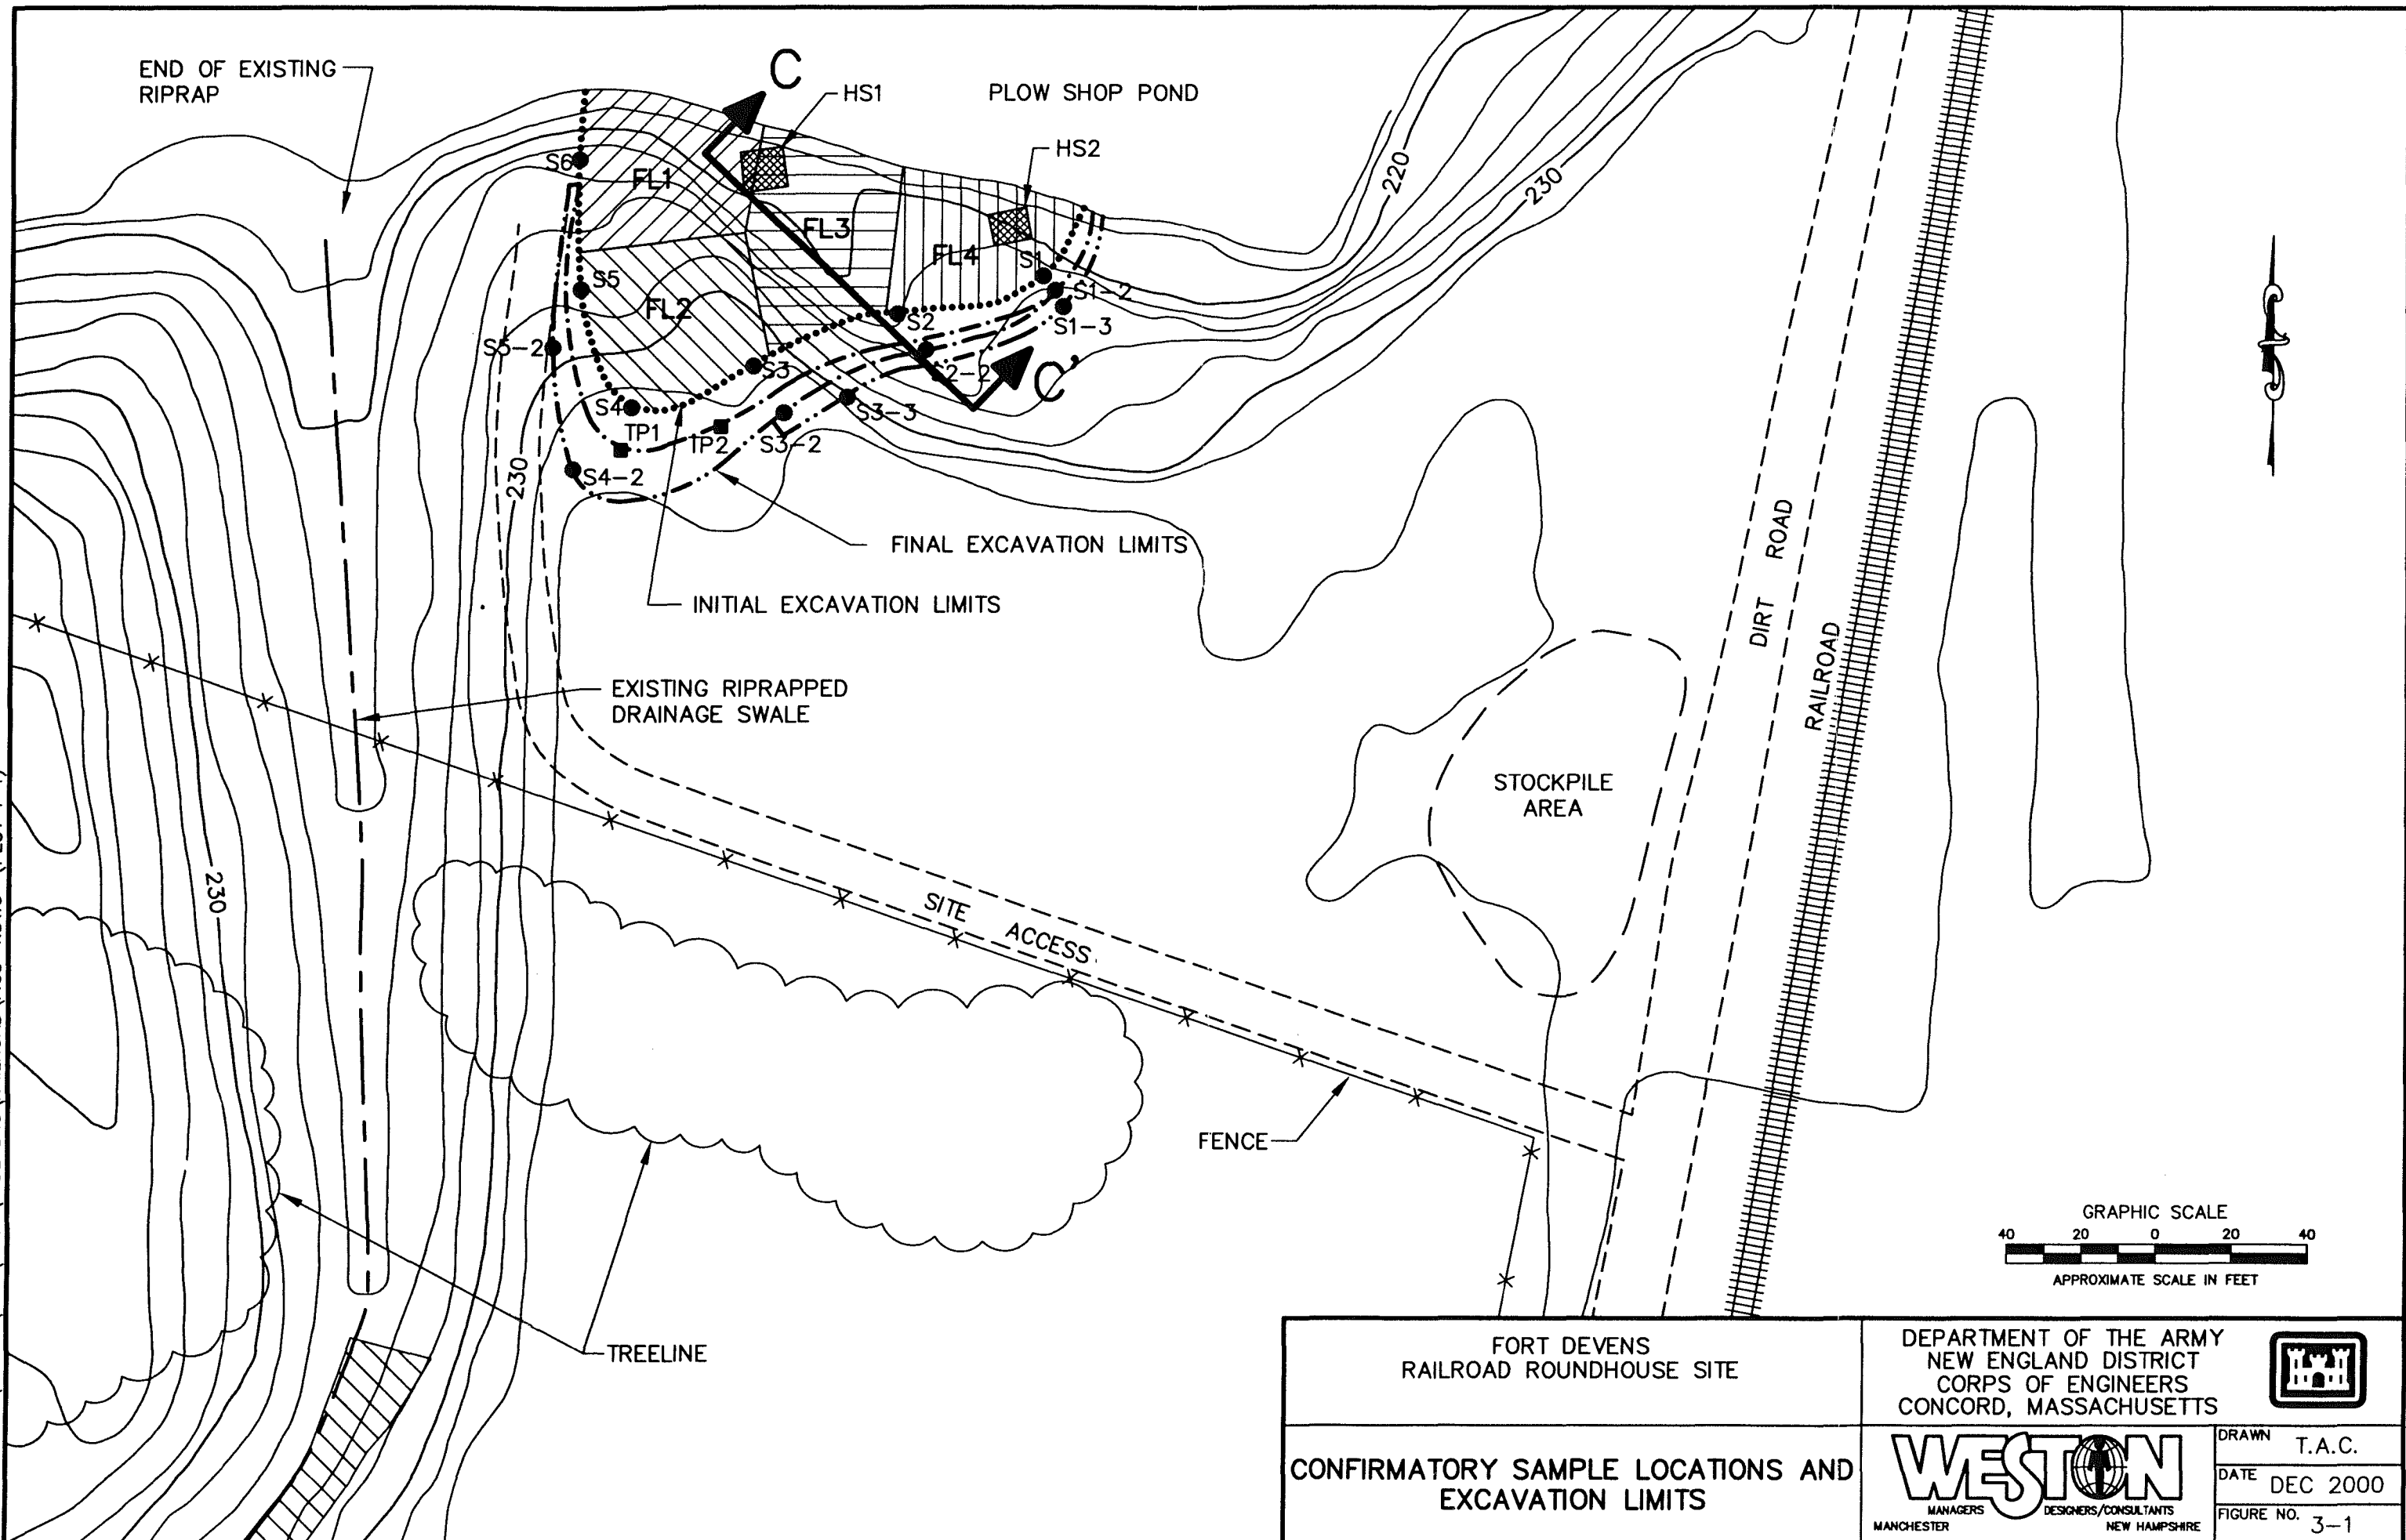 END OF EXISTING
RIPRAP
C
HS1
PLOW SHOP POND
HS2
S6
FL1
220
230
FL3
FL4
S1
S5
S1-2
FL2
S2
S1-3
S5-2
S3
S2-2
C'
S4
S3-3
TP1
TP2
S3-2
230
S4-2
FINAL EXCAVATION LIMITS
INITIAL EXCAVATION LIMITS
DIRT ROAD
RAILROAD
EXISTING RIPRAPPED
DRAINAGE SWALE
STOCKPILE
AREA
230
SITE ACCESS
FENCE
TREELINE
GRAPHIC SCALE
40 20 0 20 40
APPROXIMATE SCALE IN FEET
FORT DEVENS
RAILROAD ROUNDHOUSE SITE
DEPARTMENT OF THE ARMY
NEW ENGLAND DISTRICT
CORPS OF ENGINEERS
CONCORD, MASSACHUSETTS
CONFIRMATORY SAMPLE LOCATIONS AND
EXCAVATION LIMITS
WESTON
MANAGERS DESIGNERS/CONSULTANTS
MANCHESTER NEW HAMPSHIRE
DRAWN T.A.C.
DATE DEC 2000
FIGURE NO. 3-1